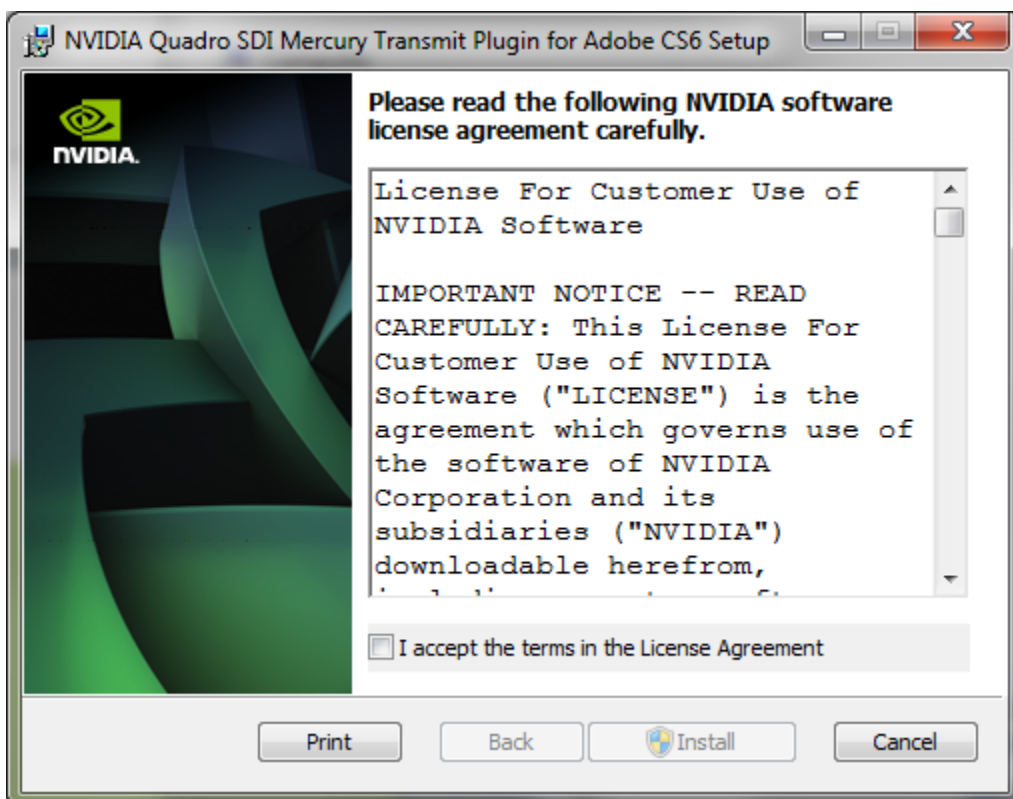 NVIDIA Quadro SDI Mercury Transmit Plugin for Adobe CS6 Setup
NVIDIA.
Please read the following NVIDIA software
license agreement carefully.
License For Customer Use of
NVIDIA Software
IMPORTANT NOTICE -- READ
CAREFULLY: This License For
Customer Use of NVIDIA
Software ("LICENSE") is the
agreement which governs use of
the software of NVIDIA
Corporation and its
subsidiaries ("NVIDIA")
downloadable herefrom,
I accept the terms in the License Agreement
Print Back Install Cancel